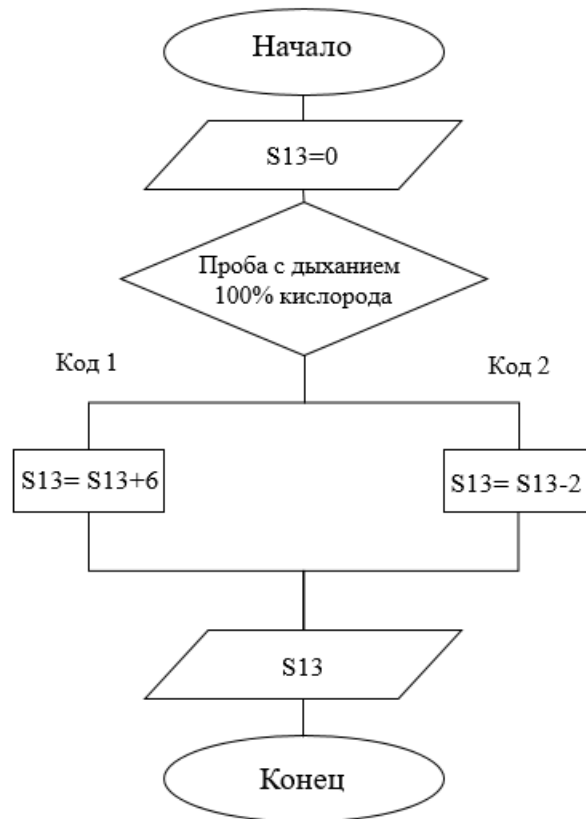 Начало
S13=0
Проба с дыханием
100% кислорода
Код 1
Код 2
S13= S13+6
S13= S13-2
S13
Конец